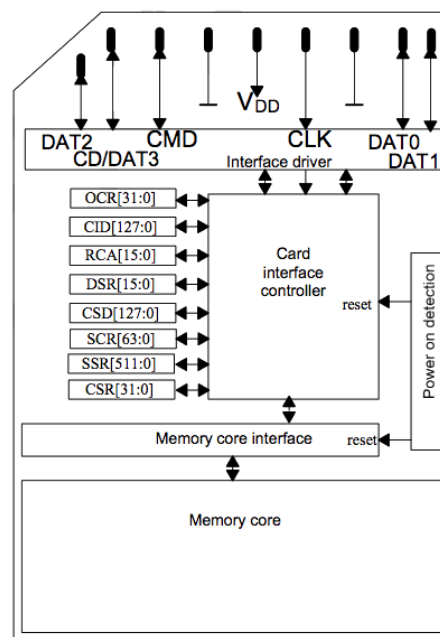 V_DD
DAT2 CMD CLK DAT0
CD/DAT3 Interface driver DAT1
OCR[31:0]
CID[127:0]
RCA[15:0]
DSR[15:0]
CSD[127:0]
SCR[63:0]
SSR[511:0]
CSR[31:0]
Card
interface
controller
reset
Power on detection
Memory core interface reset
Memory core